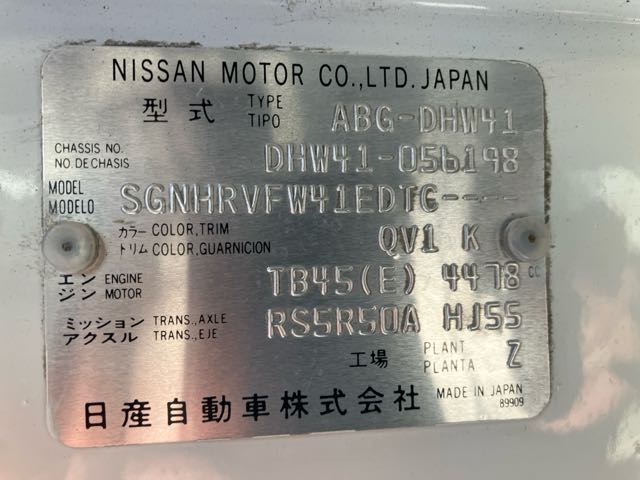 NISSAN MOTOR CO.,LTD. JAPAN
型式 TYPE TIPO ABG-DHW41
CHASSIS NO. NO. DE CHASIS DHW41-056198
MODEL MODELO SGNHRVFW41EDTC----
カラー COLOR, TRIM
トリム COLOR, GUARNICION QV1 K
エンジン ENGINE MOTOR TB45(E) 4478 CC
ミッション TRANS., AXLE
アクスル TRANS., EJE RS5R50A HJ55
工場 PLANT PLANTA Z
日産自動車株式会社 MADE IN JAPAN
89909